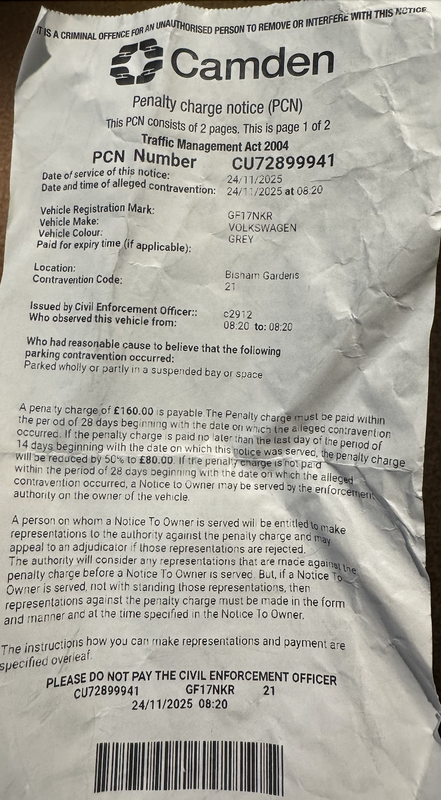 IT IS A CRIMINAL OFFENCE FOR AN UNAUTHORISED PERSON TO REMOVE OR INTERFERE WITH THIS NOTICE
Camden
Penalty charge notice (PCN)
This PCN consists of 2 pages. This is page 1 of 2
Traffic Management Act 2004
PCN Number CU72899941
Date of service of this notice: 24/11/2025
Date and time of alleged contravention: 24/11/2025 at 08:20
Vehicle Registration Mark: GF17NKR
Vehicle Make: VOLKSWAGEN
Vehicle Colour: GREY
Paid for expiry time (if applicable):
Location: Bisham Gardens
Contravention Code: 21
Issued by Civil Enforcement Officer:: c2912
Who observed this vehicle from: 08:20 to: 08:20
Who had reasonable cause to believe that the following
parking contravention occurred:
Parked wholly or partly in a suspended bay or space
A penalty charge of £160.00 is payable The Penalty charge must be paid within
the period of 28 days beginning with the date on which the alleged contravention
occurred. If the penalty charge is paid no later than the last day of the period of
14 days beginning with the date on which this notice was served, the penalty charge
will be reduced by 50% to £80.00. If the penalty charge is not paid
within the period of 28 days beginning with the date on which the alleged
contravention occurred, a Notice to Owner may be served by the enforcement
authority on the owner of the vehicle.
A person on whom a Notice To Owner is served will be entitled to make
representations to the authority against the penalty charge and may
appeal to an adjudicator if those representations are rejected.
The authority will consider any representations that are made against the
penalty charge before a Notice To Owner is served. But, if a Notice To
Owner is served, not with standing those representations, then
representations against the penalty charge must be made in the form
and manner and at the time specified in the Notice To Owner.
The instructions how you can make representations and payment are
specified overleaf.
PLEASE DO NOT PAY THE CIVIL ENFORCEMENT OFFICER
CU72899941 GF17NKR 21
24/11/2025 08:20